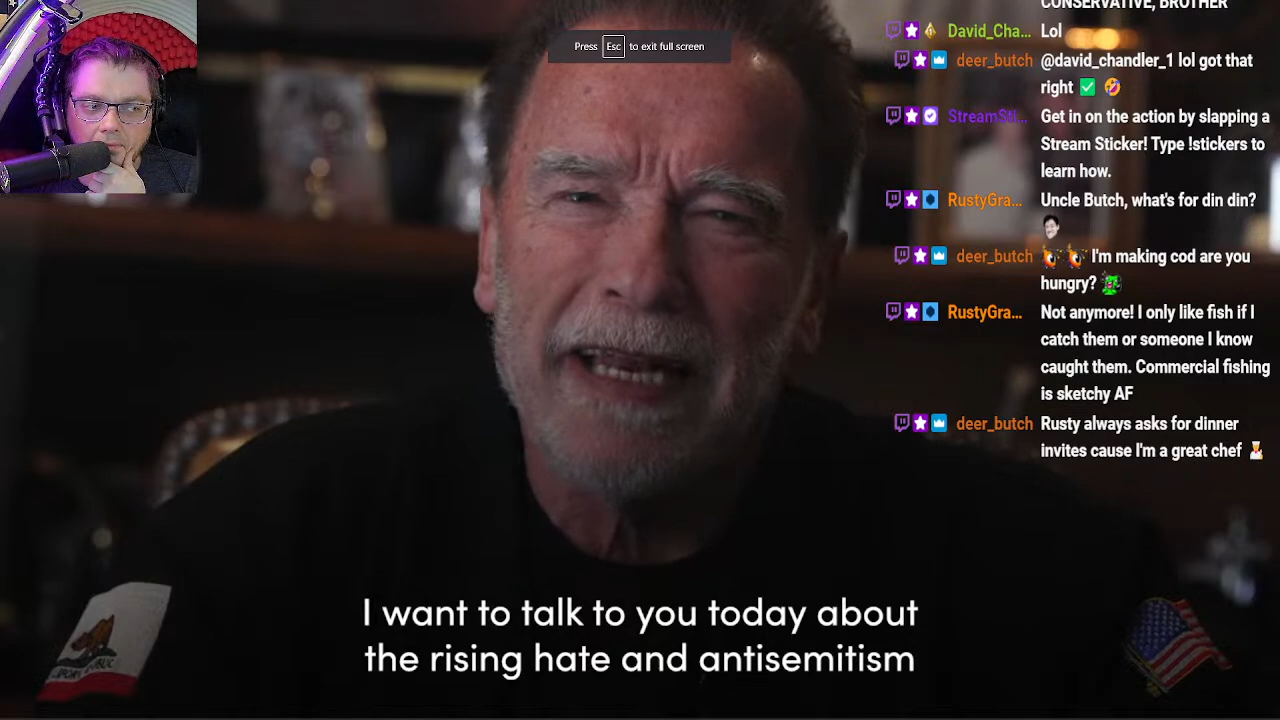 CONSERVATIVE, BROTHER
David_Cha... Lol
deer_butch @david_chandler_1 lol got that
right
StreamSti... Get in on the action by slapping a
Stream Sticker! Type !stickers to
learn how.
RustyGra... Uncle Butch, what's for din din?
deer_butch I'm making cod are you
hungry?
RustyGra... Not anymore! I only like fish if I
catch them or someone I know
caught them. Commercial fishing
is sketchy AF
deer_butch Rusty always asks for dinner
invites cause I'm a great chef
Press Esc to exit full screen
I want to talk to you today about
the rising hate and antisemitism